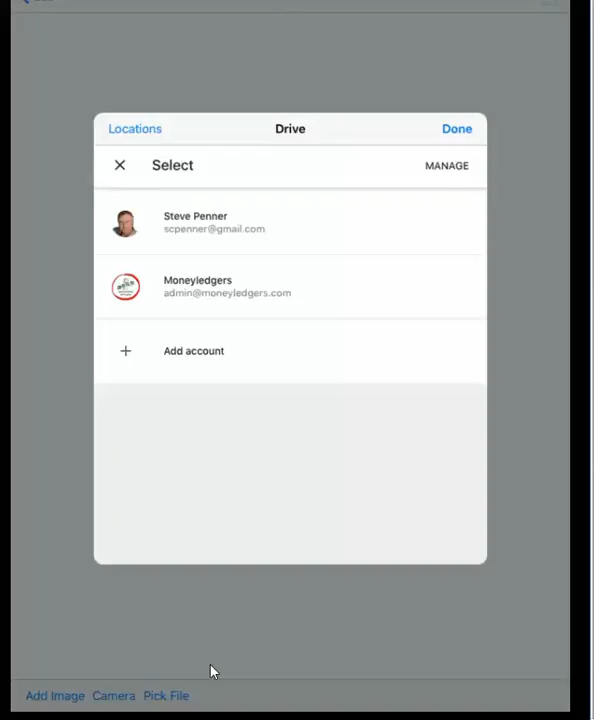 Locations Drive Done
Select MANAGE
Steve Penner
scpenner@gmail.com
Moneyledgers
admin@moneyledgers.com
Add account
Add Image Camera Pick File